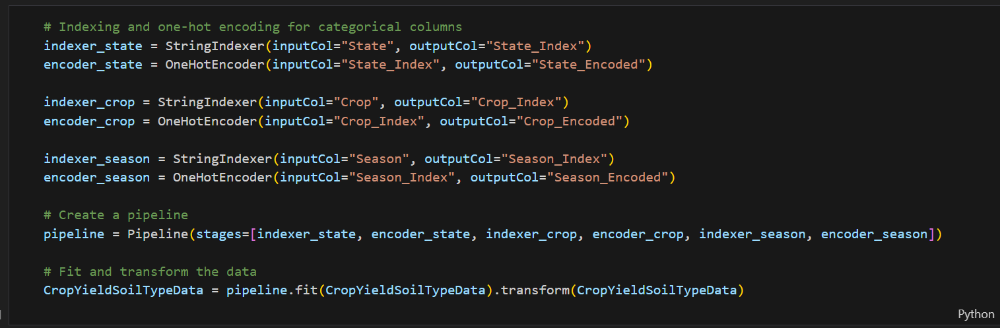 # Indexing and one-hot encoding for categorical columns
indexer_state = StringIndexer(inputCol="State", outputCol="State_Index")
encoder_state = OneHotEncoder(inputCol="State_Index", outputCol="State_Encoded")
indexer_crop = StringIndexer(inputCol="Crop", outputCol="Crop_Index")
encoder_crop = OneHotEncoder(inputCol="Crop_Index", outputCol="Crop_Encoded")
indexer_season = StringIndexer(inputCol="Season", outputCol="Season_Index")
encoder_season = OneHotEncoder(inputCol="Season_Index", outputCol="Season_Encoded")
# Create a pipeline
pipeline = Pipeline(stages=[indexer_state, encoder_state, indexer_crop, encoder_crop, indexer_season, encoder_season])
# Fit and transform the data
CropYieldSoilTypeData = pipeline.fit(CropYieldSoilTypeData).transform(CropYieldSoilTypeData)
Python